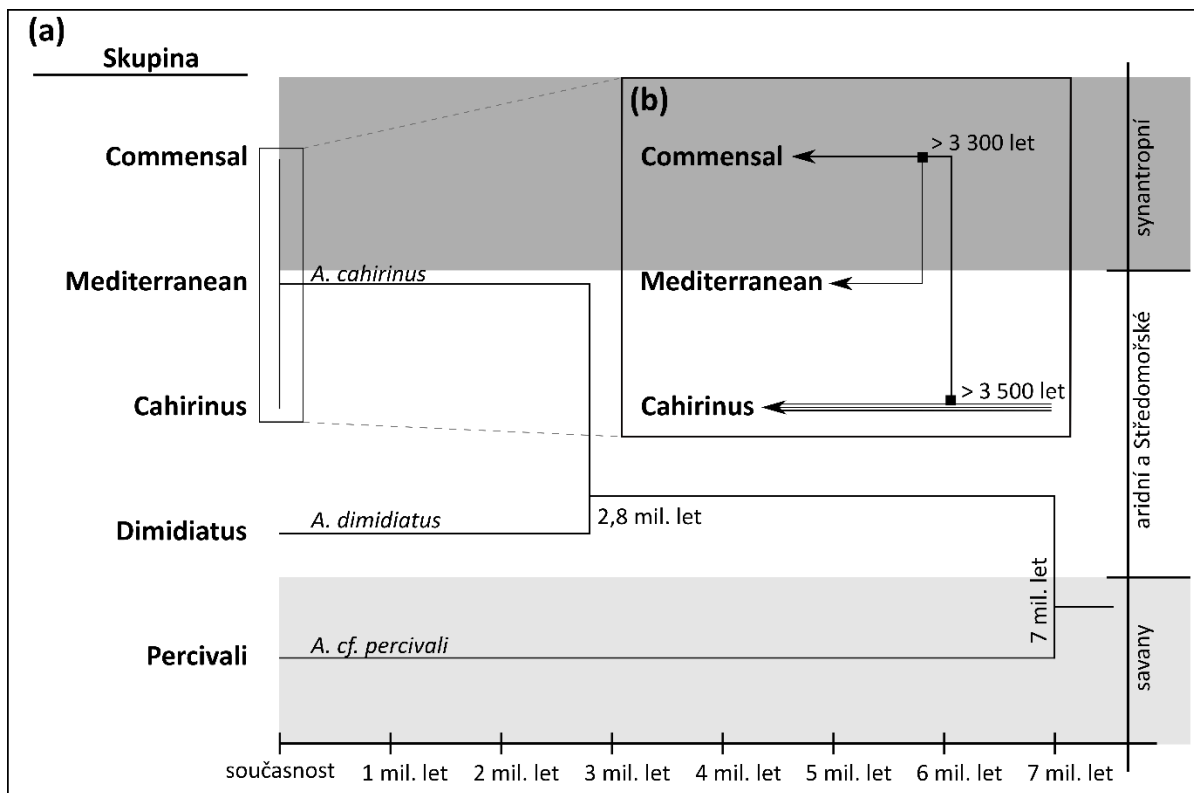 (a)
Skupina
Commensal
Mediterranean
Cahirinus
Dimidiatus
Percivali
A. cahirinus
A. dimidiatus
A. cf. percivali
2,8 mil. let
7 mil. let
(b)
Commensal
> 3 300 let
Mediterranean
Cahirinus
> 3 500 let
synantropní
aridní a Středomořské
savany
současnost
1 mil. let
2 mil. let
3 mil. let
4 mil. let
5 mil. let
6 mil. let
7 mil. let